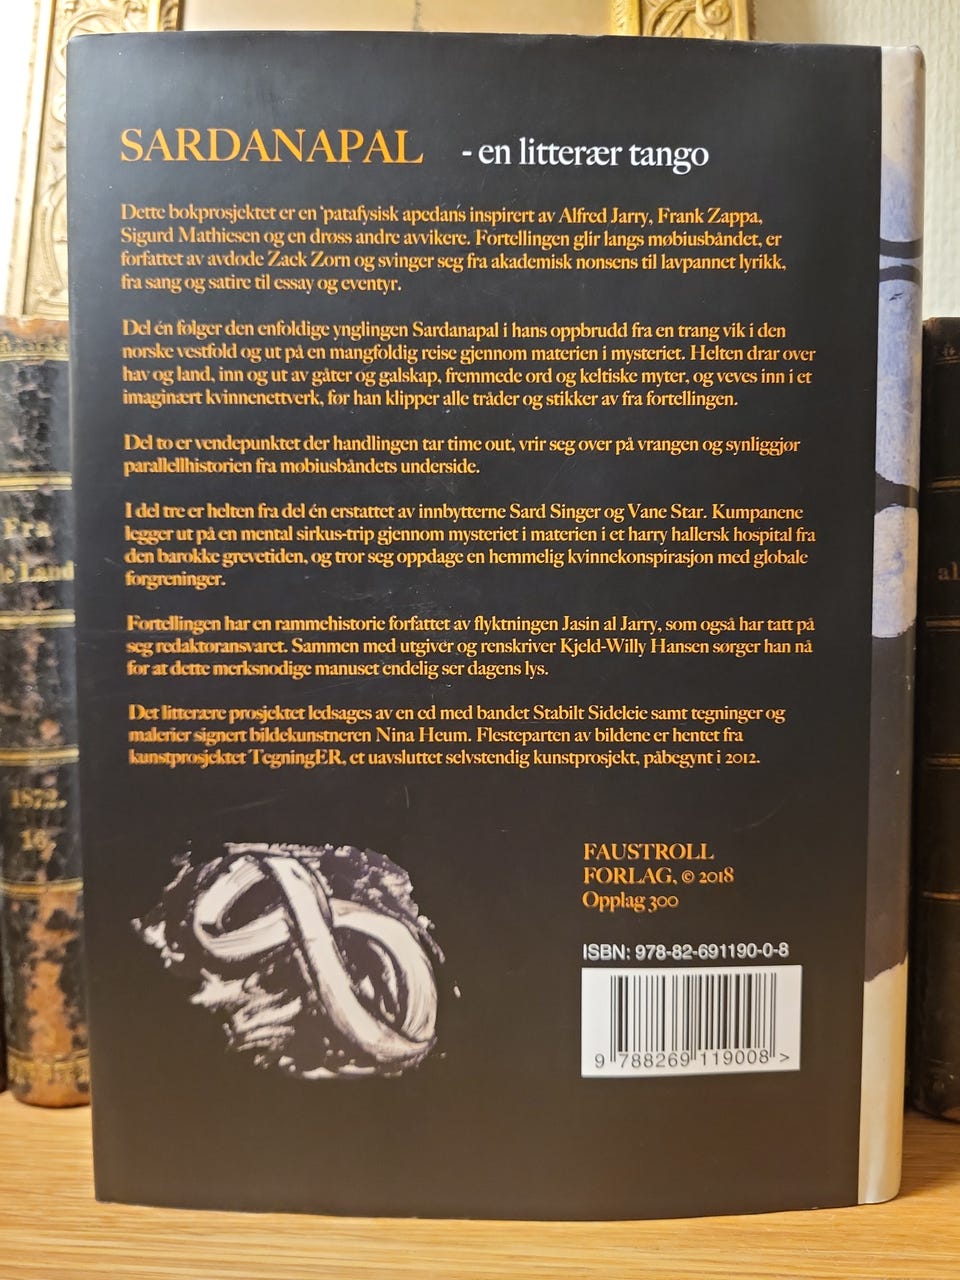 SARDANAPAL - en litterær tango
Dette bokprosjektet er en 'patafysisk apedans inspirert av Alfred Jarry, Frank Zappa,
Sigurd Mathiesen og en drøss andre avvikere. Fortellingen glir langs møbiusbåndet, er
forfattet av avdøde Zack Zorn og svinger seg fra akademisk nonsens til lavpannet lyrikk,
fra sang og satire til essay og eventyr.
Del én følger den enfoldige ynglingen Sardanapal i hans oppbrudd fra en trang vik i den
norske vestfold og ut på en mangfoldig reise gjennom materien i mysteriet. Helten drar over
hav og land, inn og ut av gåter og galskap, fremmede ord og keltiske myter, og veves inn i et
imaginært kvinnenettverk, før han klipper alle tråder og stikker av fra fortellingen.
Del to er vendepunktet der handlingen tar time out, vrir seg over på vrangen og synliggjør
parallellhistorien fra møbiusbåndets underside.
I del tre er helten fra del én erstattet av innbytterne Sard Singer og Vane Star. Kumpanene
legger ut på en mental sirkus-trip gjennom mysteriet i materien i et harry hallersk hospital fra
den barokke grevetiden, og tror seg oppdage en hemmelig kvinnekonspirasjon med globale
forgreninger.
Fortellingen har en rammehistorie forfattet av flyktningen Jasin al Jarry, som også har tatt på
seg redaktøransvaret. Sammen med utgiver og renskriver Kjeld-Willy Hansen sørger han nå
for at dette merksnodige manuset endelig ser dagens lys.
Det litterære prosjektet ledsages av en cd med bandet Stabilt Sideleie samt tegninger og
malerier signert bildekunstneren Nina Heum. Flesteparten av bildene er hentet fra
kunstprosjektet TegningER, et uavsluttet selvstendig kunstprosjekt, påbegynt i 2012.
FAUSTROLL
FORLAG, © 2018
Opplag 300
ISBN: 978-82-691190-0-8
9 788269 119008 >
Fra
Land
1872.
16.
al